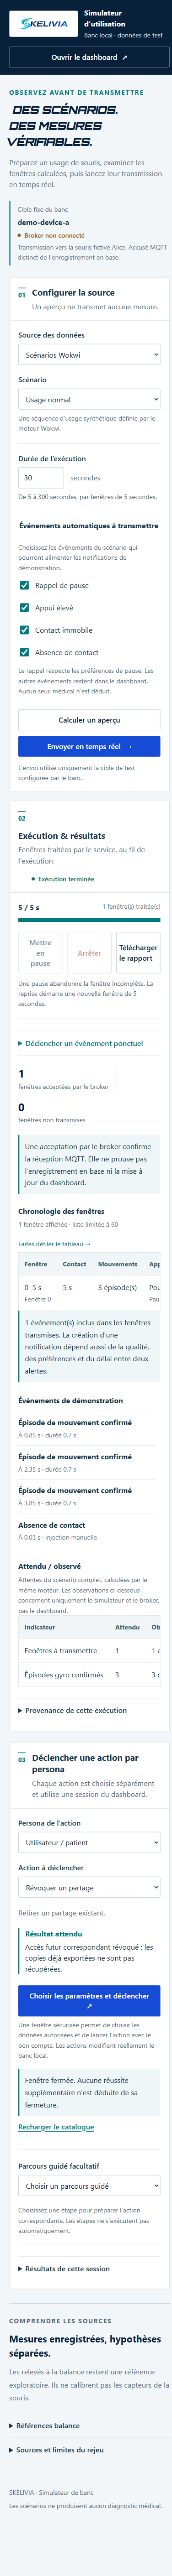 SKELIVIA
Simulateur
d'utilisation
Banc local · données de test
Ouvrir le dashboard ↗
OBSERVEZ AVANT DE TRANSMETTRE
DES SCÉNARIOS.
DES MESURES
VÉRIFIABLES.
Préparez un usage de souris, examinez les
fenêtres calculées, puis lancez leur transmission
en temps réel.
Cible fixe du banc
demo-device-a
● Broker non connecté
Transmission vers la souris fictive Alice. Accusé MQTT
distinct de l'enregistrement en base.
01
Configurer la source
Un aperçu ne transmet aucune mesure.
Source des données
Scénarios Wokwi
Scénario
Usage normal
Une séquence d'usage synthétique définie par le
moteur Wokwi.
Durée de l'exécution
30
secondes
De 5 à 300 secondes, par fenêtres de 5 secondes.
Événements automatiques à transmettre
Choisissez les événements du scénario qui
pourront alimenter les notifications de
démonstration.
Rappel de pause
Appui élevé
Contact immobile
Absence de contact
Le rappel respecte les préférences de pause. Les
autres événements restent dans le dashboard.
Aucun seuil médical n'est déduit.
Calculer un aperçu
Envoyer en temps réel →
L'envoi utilise uniquement la cible de test
configurée par le banc.
02
Exécution & résultats
Fenêtres traitées par le service, au fil de
l'exécution.
● Exécution terminée
5 / 5 s
1 fenêtre(s) traitée(s)
Mettre
en
pause
Arrêter
Télécharger
le rapport
Une pause abandonne la fenêtre incomplète. La
reprise démarre une nouvelle fenêtre de 5
secondes.
▶ Déclencher un événement ponctuel
1
fenêtres acceptées par le broker
0
fenêtres non transmises
Une acceptation par le broker confirme
la réception MQTT. Elle ne prouve pas
l'enregistrement en base ni la mise à
jour du dashboard.
Chronologie des fenêtres
1 fenêtre affichée · liste limitée à 60
Faites défiler le tableau →
Fenêtre Contact Mouvements App
0–5 s 5 s 3 épisode(s) Pou
Fenêtre 0 Pau
1 événement(s) inclus dans les fenêtres
transmises. La création d'une
notification dépend aussi de la qualité,
des préférences et du délai entre deux
alertes.
Événements de démonstration
Épisode de mouvement confirmé
À 0,85 s · durée 0,7 s
Épisode de mouvement confirmé
À 2,35 s · durée 0,7 s
Épisode de mouvement confirmé
À 3,85 s · durée 0,7 s
Absence de contact
À 0,03 s · injection manuelle
Attendu / observé
Attentes du scénario complet, calculées par le
même moteur. Les observations ci-dessous
concernent uniquement le simulateur et le broker,
pas le dashboard.
Indicateur Attendu Ob
Fenêtres à transmettre 1 1 a
Épisodes gyro confirmés 3 3 c
▶ Provenance de cette exécution
03
Déclencher une action par
persona
Chaque action est choisie séparément
et utilise une session du dashboard.
Persona de l'action
Utilisateur / patient
Action à déclencher
Révoquer un partage
Retirer un partage existant.
Résultat attendu
Accès futur correspondant révoqué ; les
copies déjà exportées ne sont pas
récupérées.
Choisir les paramètres et déclencher
↗
Une fenêtre sécurisée permet de choisir les
données autorisées et de lancer l'action avec le
bon compte. Les actions modifient réellement le
banc local.
Fenêtre fermée. Aucune réussite
supplémentaire n'est déduite de sa
fermeture.
Recharger le catalogue
Parcours guidé facultatif
Choisir un parcours guidé
Choisissez une étape pour préparer l'action
correspondante. Les étapes ne s'exécutent pas
automatiquement.
▶ Résultats de cette session
COMPRENDRE LES SOURCES
Mesures enregistrées, hypothèses
séparées.
Les relevés à la balance restent une référence
exploratoire. Ils ne calibrent pas les capteurs de la
souris.
▶ Références balance
▶ Sources et limites du rejeu
SKELIVIA · Simulateur de banc
Les scénarios ne produisent aucun diagnostic médical.